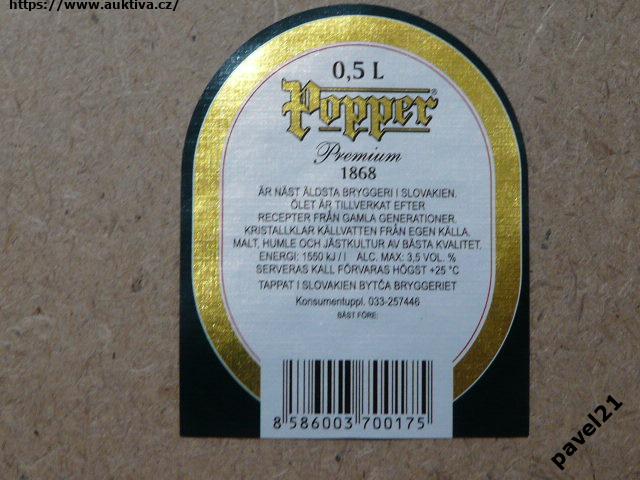 https://www.auktiva.cz/
0,5 L
Popper®
Premium
1868
ÄR NÄST ÄLDSTA BRYGGERI I SLOVAKIEN.
ÖLET ÄR TILLVERKAT EFTER
RECEPTER FRÅN GAMLA GENERATIONER.
KRISTALLKLAR KÄLLVATTEN FRÅN EGEN KÄLLA,
MALT, HUMLE OCH JÄSTKULTUR AV BÄSTA KVALITET.
ENERGI: 1550 kJ / l ALC. MAX: 3,5 VOL. %
SERVERAS KALL FÖRVARAS HÖGST +25 °C
TAPPAT I SLOVAKIEN BYTČA BRYGGERIET
Konsumentuppl. 033-257446
BÄST FÖRE:
8 586003 700175
pavel21